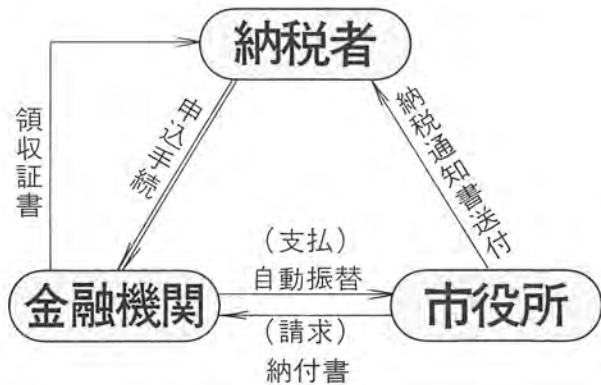 納税者
領収証書
申込手続
納税通知書送付
(支払)
自動振替
金融機関
市役所
(請求)
納付書